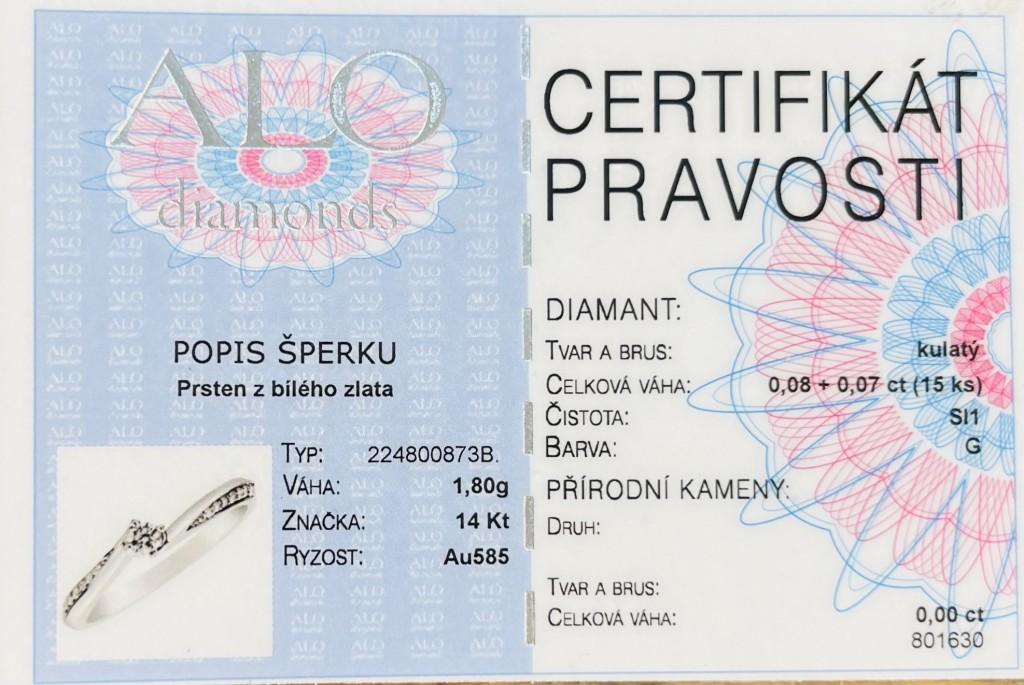 ALO
diamonds
POPIS ŠPERKU
Prsten z bílého zlata
TYP: 224800873B.
VÁHA: 1,80g
ZNAČKA: 14 Kt
RYZOST: Au585
CERTIFIKÁT
PRAVOSTI
DIAMANT:
TVAR A BRUS: kulatý
CELKOVÁ VÁHA: 0,08 + 0,07 ct (15 ks)
ČISTOTA: SI1
BARVA: G
PŘÍRODNÍ KAMENY:
DRUH:
TVAR A BRUS:
CELKOVÁ VÁHA: 0,00 ct
801630